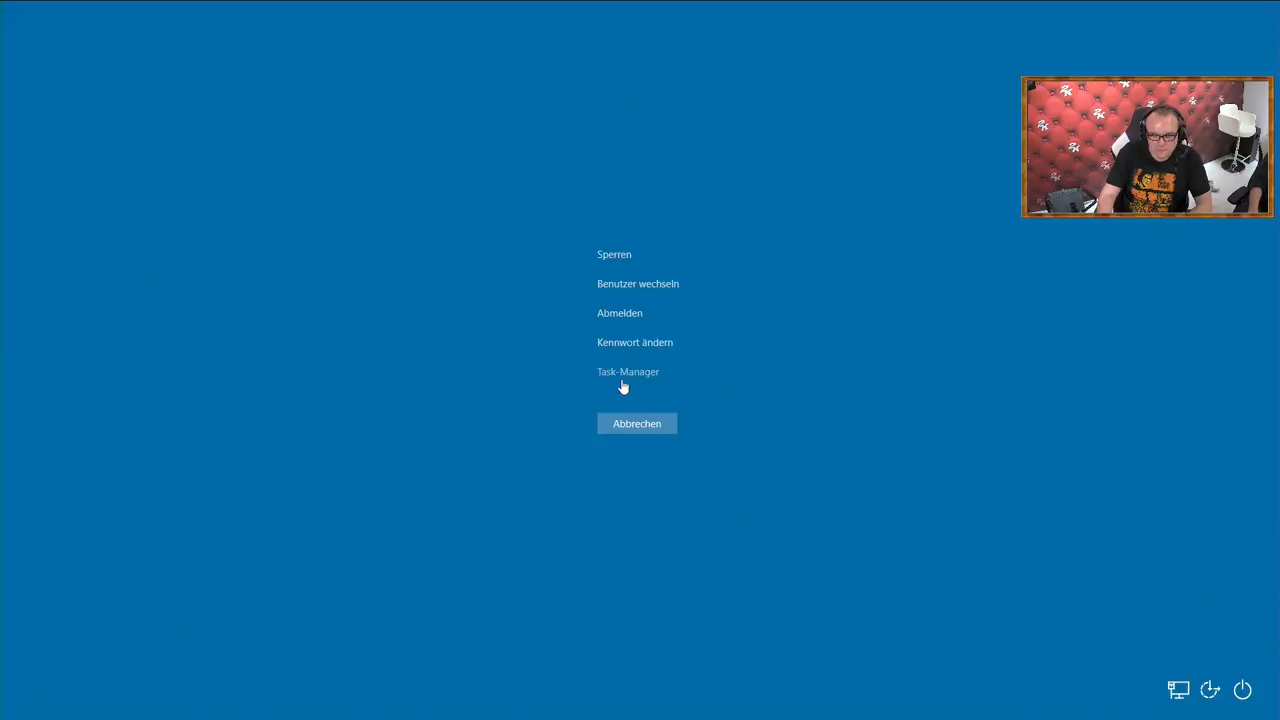 Sperren
Benutzer wechseln
Abmelden
Kennwort ändern
Task-Manager
Abbrechen